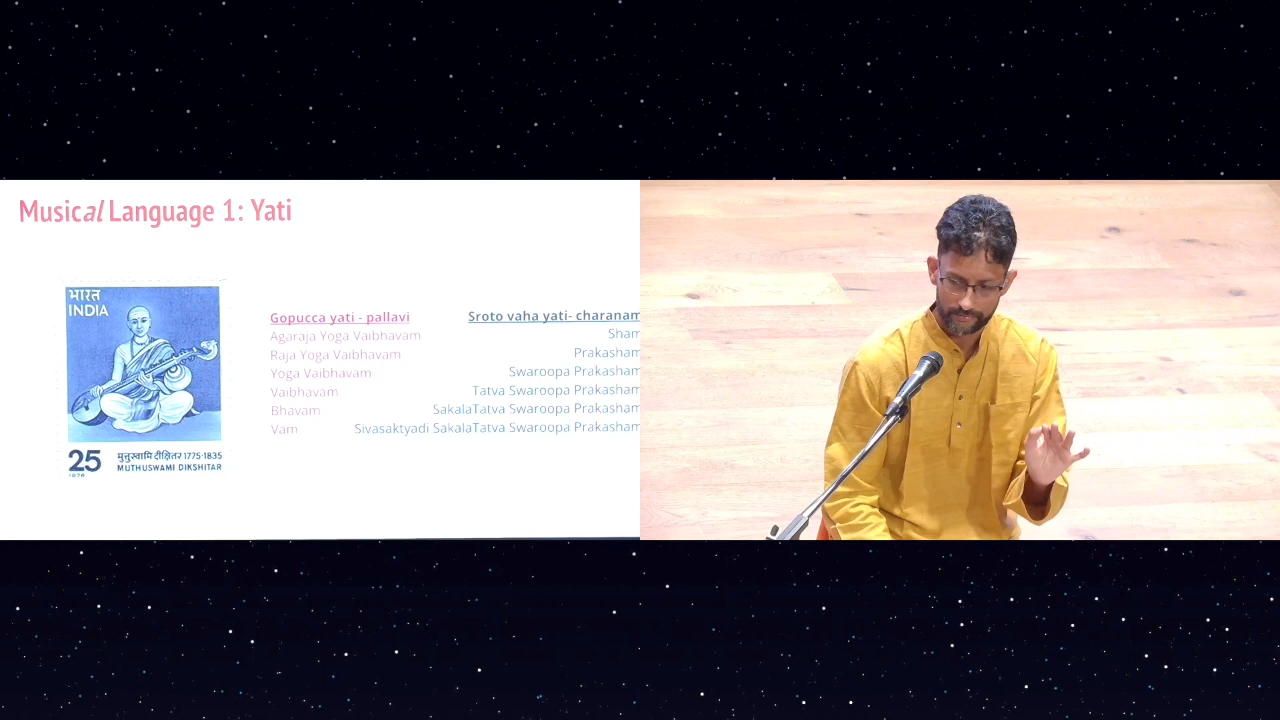 Musical Language 1: Yati
भारत
INDIA
25
मुत्तुस्वामि दीक्षितर 1775-1835
MUTHUSWAMI DIKSHITAR
Gopucca yati - pallavi
Agaraja Yoga Vaibhavam
Raja Yoga Vaibhavam
Yoga Vaibhavam
Vaibhavam
Bhavam
Vam
Sroto vaha yati- charanam
Sham
Prakasham
Swaroopa Prakasham
Tatva Swaroopa Prakasham
SakalaTatva Swaroopa Prakasham
Sivasaktyadi SakalaTatva Swaroopa Prakasham